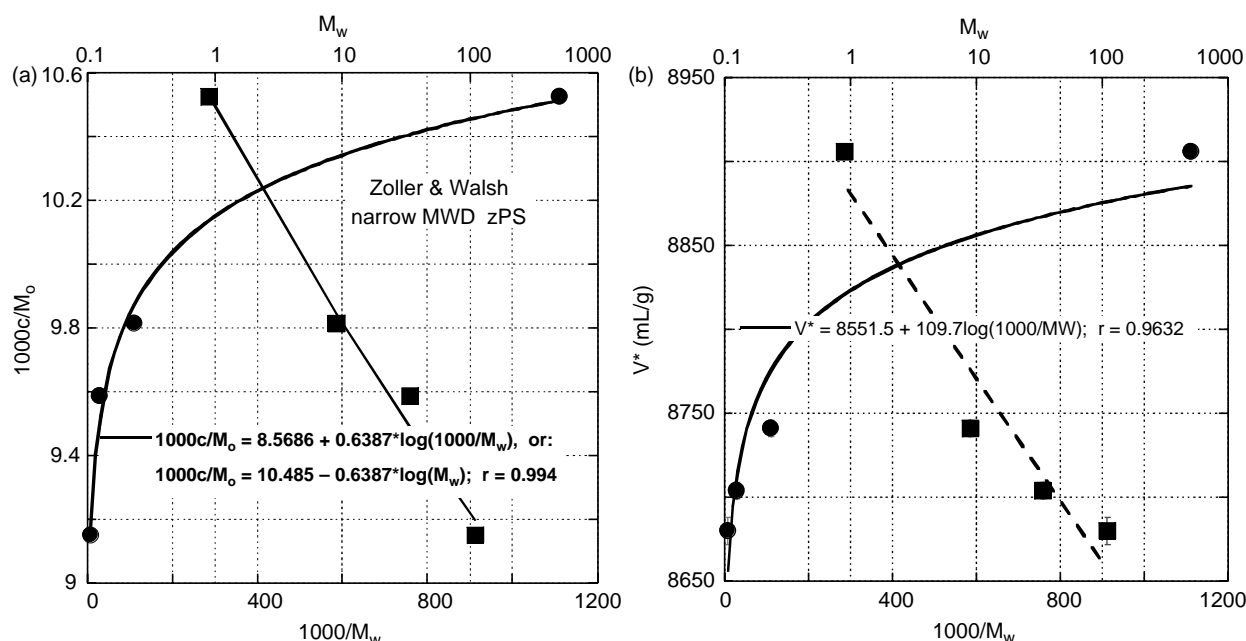 M_w
0.1 1 10 100 1000
(a)
10.6
10.2
9.8
9.4
9
1000c/M_o
Zoller & Walsh
narrow MWD zPS
1000c/M_o = 8.5686 + 0.6387*log(1000/M_w), or:
1000c/M_o = 10.485 – 0.6387*log(M_w); r = 0.994
0 400 800 1200
1000/M_w
M_w
0.1 1 10 100 1000
(b)
8950
8850
8750
8650
V* (mL/g)
V* = 8551.5 + 109.7log(1000/MW); r = 0.9632
0 400 800 1200
1000/M_w